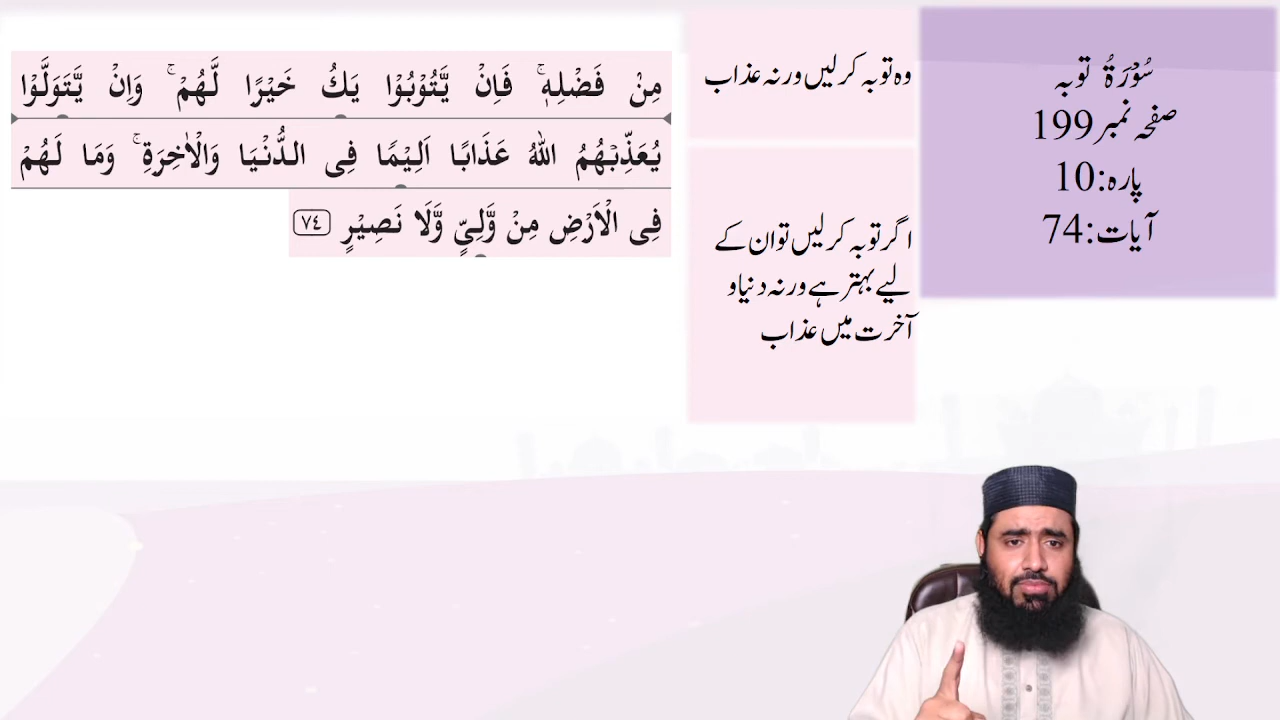 سُوۡرَۃُ توبہ
صفحہ نمبر 199
پارہ:10
آیات:74
وہ توبہ کرلیں ورنہ عذاب
اگر توبہ کرلیں تو ان کے
لیے بہتر ہے ورنہ دنیا و
آخرت میں عذاب
مِنْ فَضْلِهٖ ۚ فَاِنْ يَّتُوْبُوْا يَكُ خَيْرًا لَّهُمْ ۚ وَاِنْ يَّتَوَلَّوْا
يُعَذِّبْهُمُ اللّٰهُ عَذَابًا اَلِيْمًا فِى الدُّنْيَا وَالْاٰخِرَةِ ۚ وَمَا لَهُمْ
فِى الْاَرْضِ مِنْ وَّلِىٍّ وَّلَا نَصِيْرٍ ۝٧٤